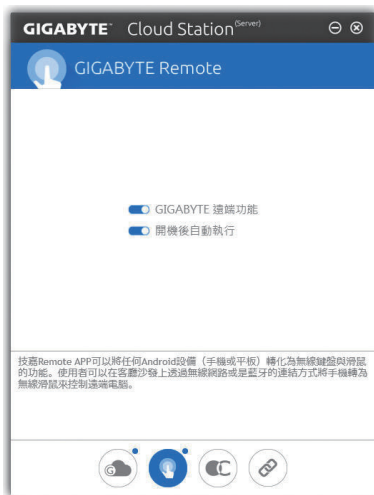 GIGABYTE™ Cloud Station (Server)
GIGABYTE Remote
GIGABYTE 遠端功能
開機後自動執行
技嘉Remote APP可以將任何Android設備（手機或平板）轉化為無線鍵盤與滑鼠
的功能。使用者可以在客廳沙發上透過無線網路或是藍牙的連結方式將手機轉為
無線滑鼠來控制遠端電腦。
G